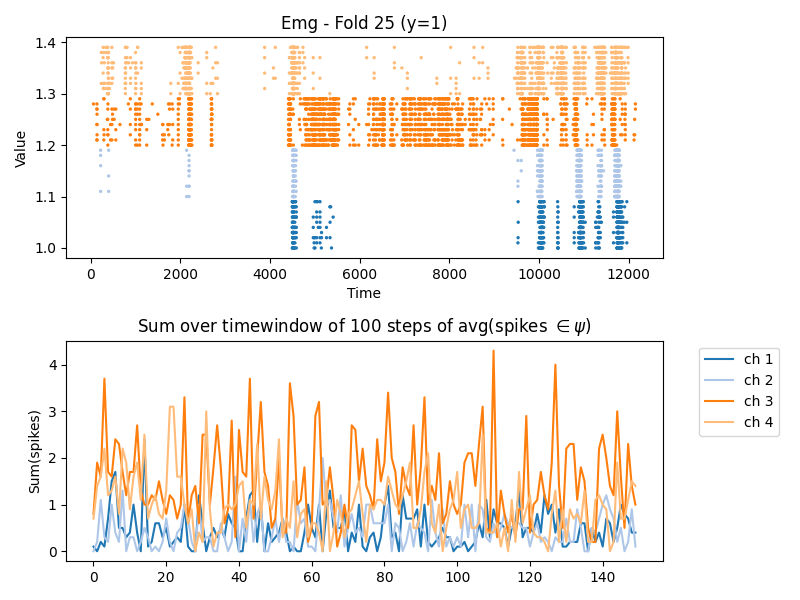 Emg - Fold 25 (y=1)
Value
1.4
1.3
1.2
1.1
1.0
0 2000 4000 6000 8000 10000 12000
Time
Sum over timewindow of 100 steps of avg(spikes ∈ ψ)
Sum(spikes)
4
3
2
1
0
0 20 40 60 80 100 120 140
ch 1
ch 2
ch 3
ch 4